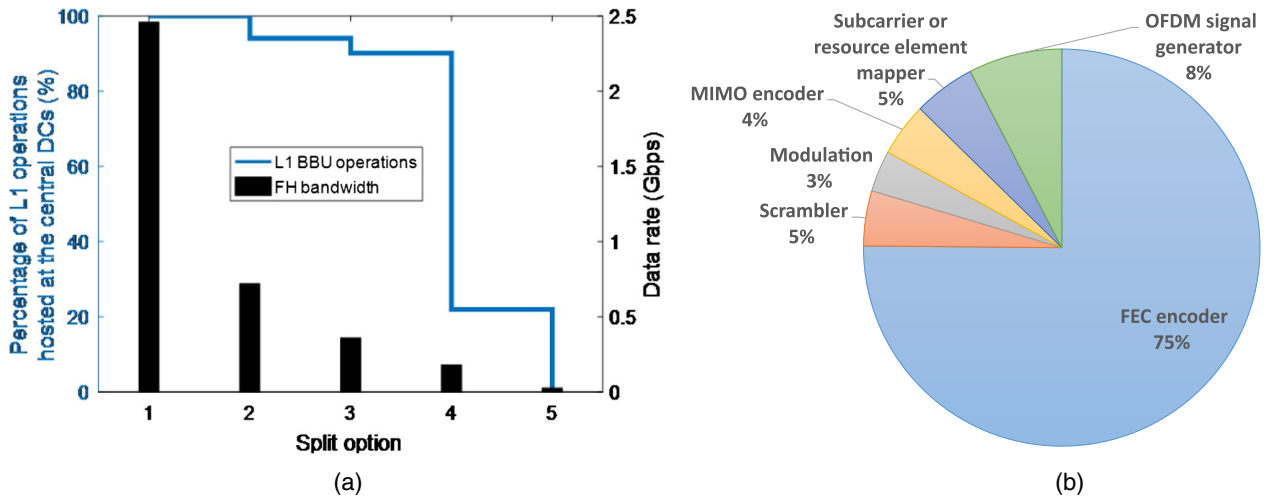 Percentage of L1 operations
hosted at the central DCs (%)
100
80
60
40
20
0
L1 BBU operations
FH bandwidth
2.5
2
1.5
1
0.5
0
Data rate (Gbps)
1 2 3 4 5
Split option
(a)
Subcarrier or
resource element
mapper
5%
OFDM signal
generator
8%
MIMO encoder
4%
Modulation
3%
Scrambler
5%
FEC encoder
75%
(b)